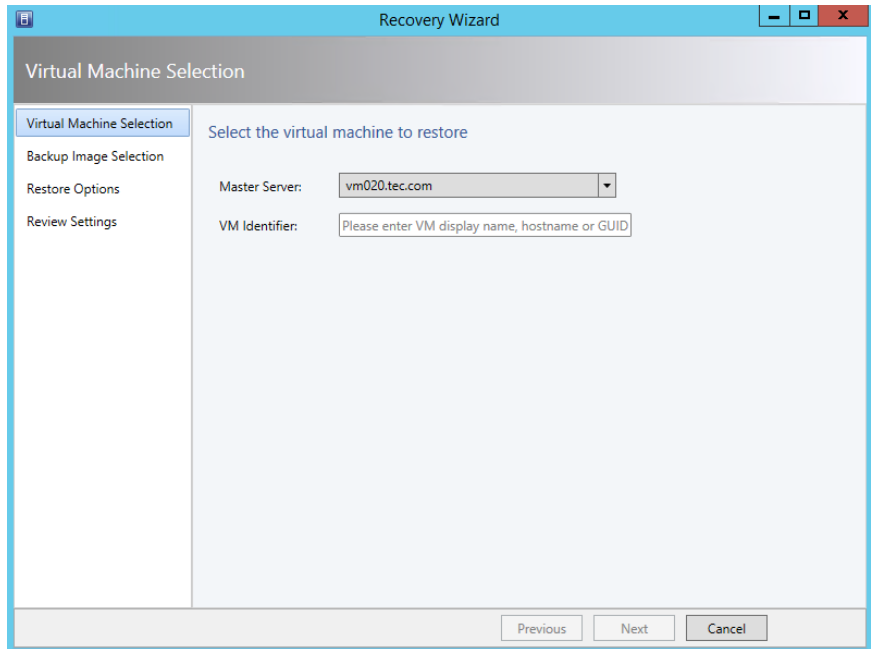 Recovery Wizard
Virtual Machine Selection
Virtual Machine Selection
Backup Image Selection
Restore Options
Review Settings
Select the virtual machine to restore
Master Server: vm020.tec.com
VM Identifier: Please enter VM display name, hostname or GUID
Previous Next Cancel